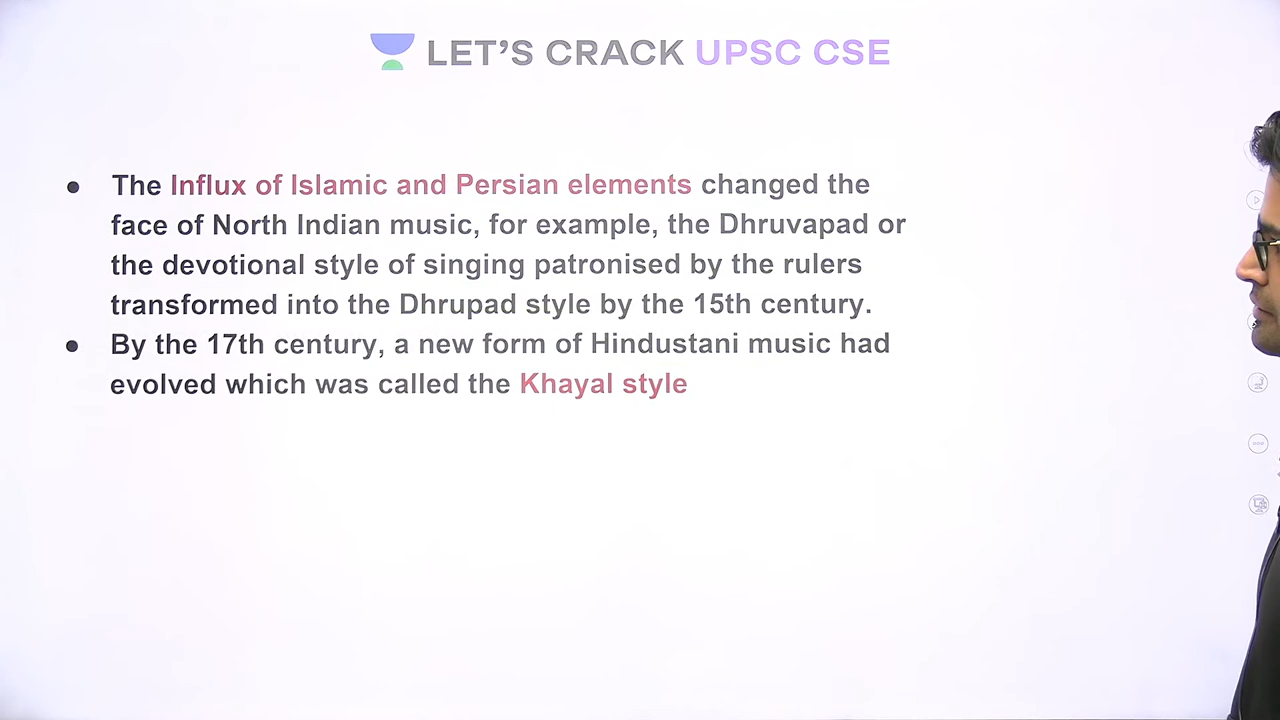 LET'S CRACK UPSC CSE
● The Influx of Islamic and Persian elements changed the
face of North Indian music, for example, the Dhruvapad or
the devotional style of singing patronised by the rulers
transformed into the Dhrupad style by the 15th century.
● By the 17th century, a new form of Hindustani music had
evolved which was called the Khayal style